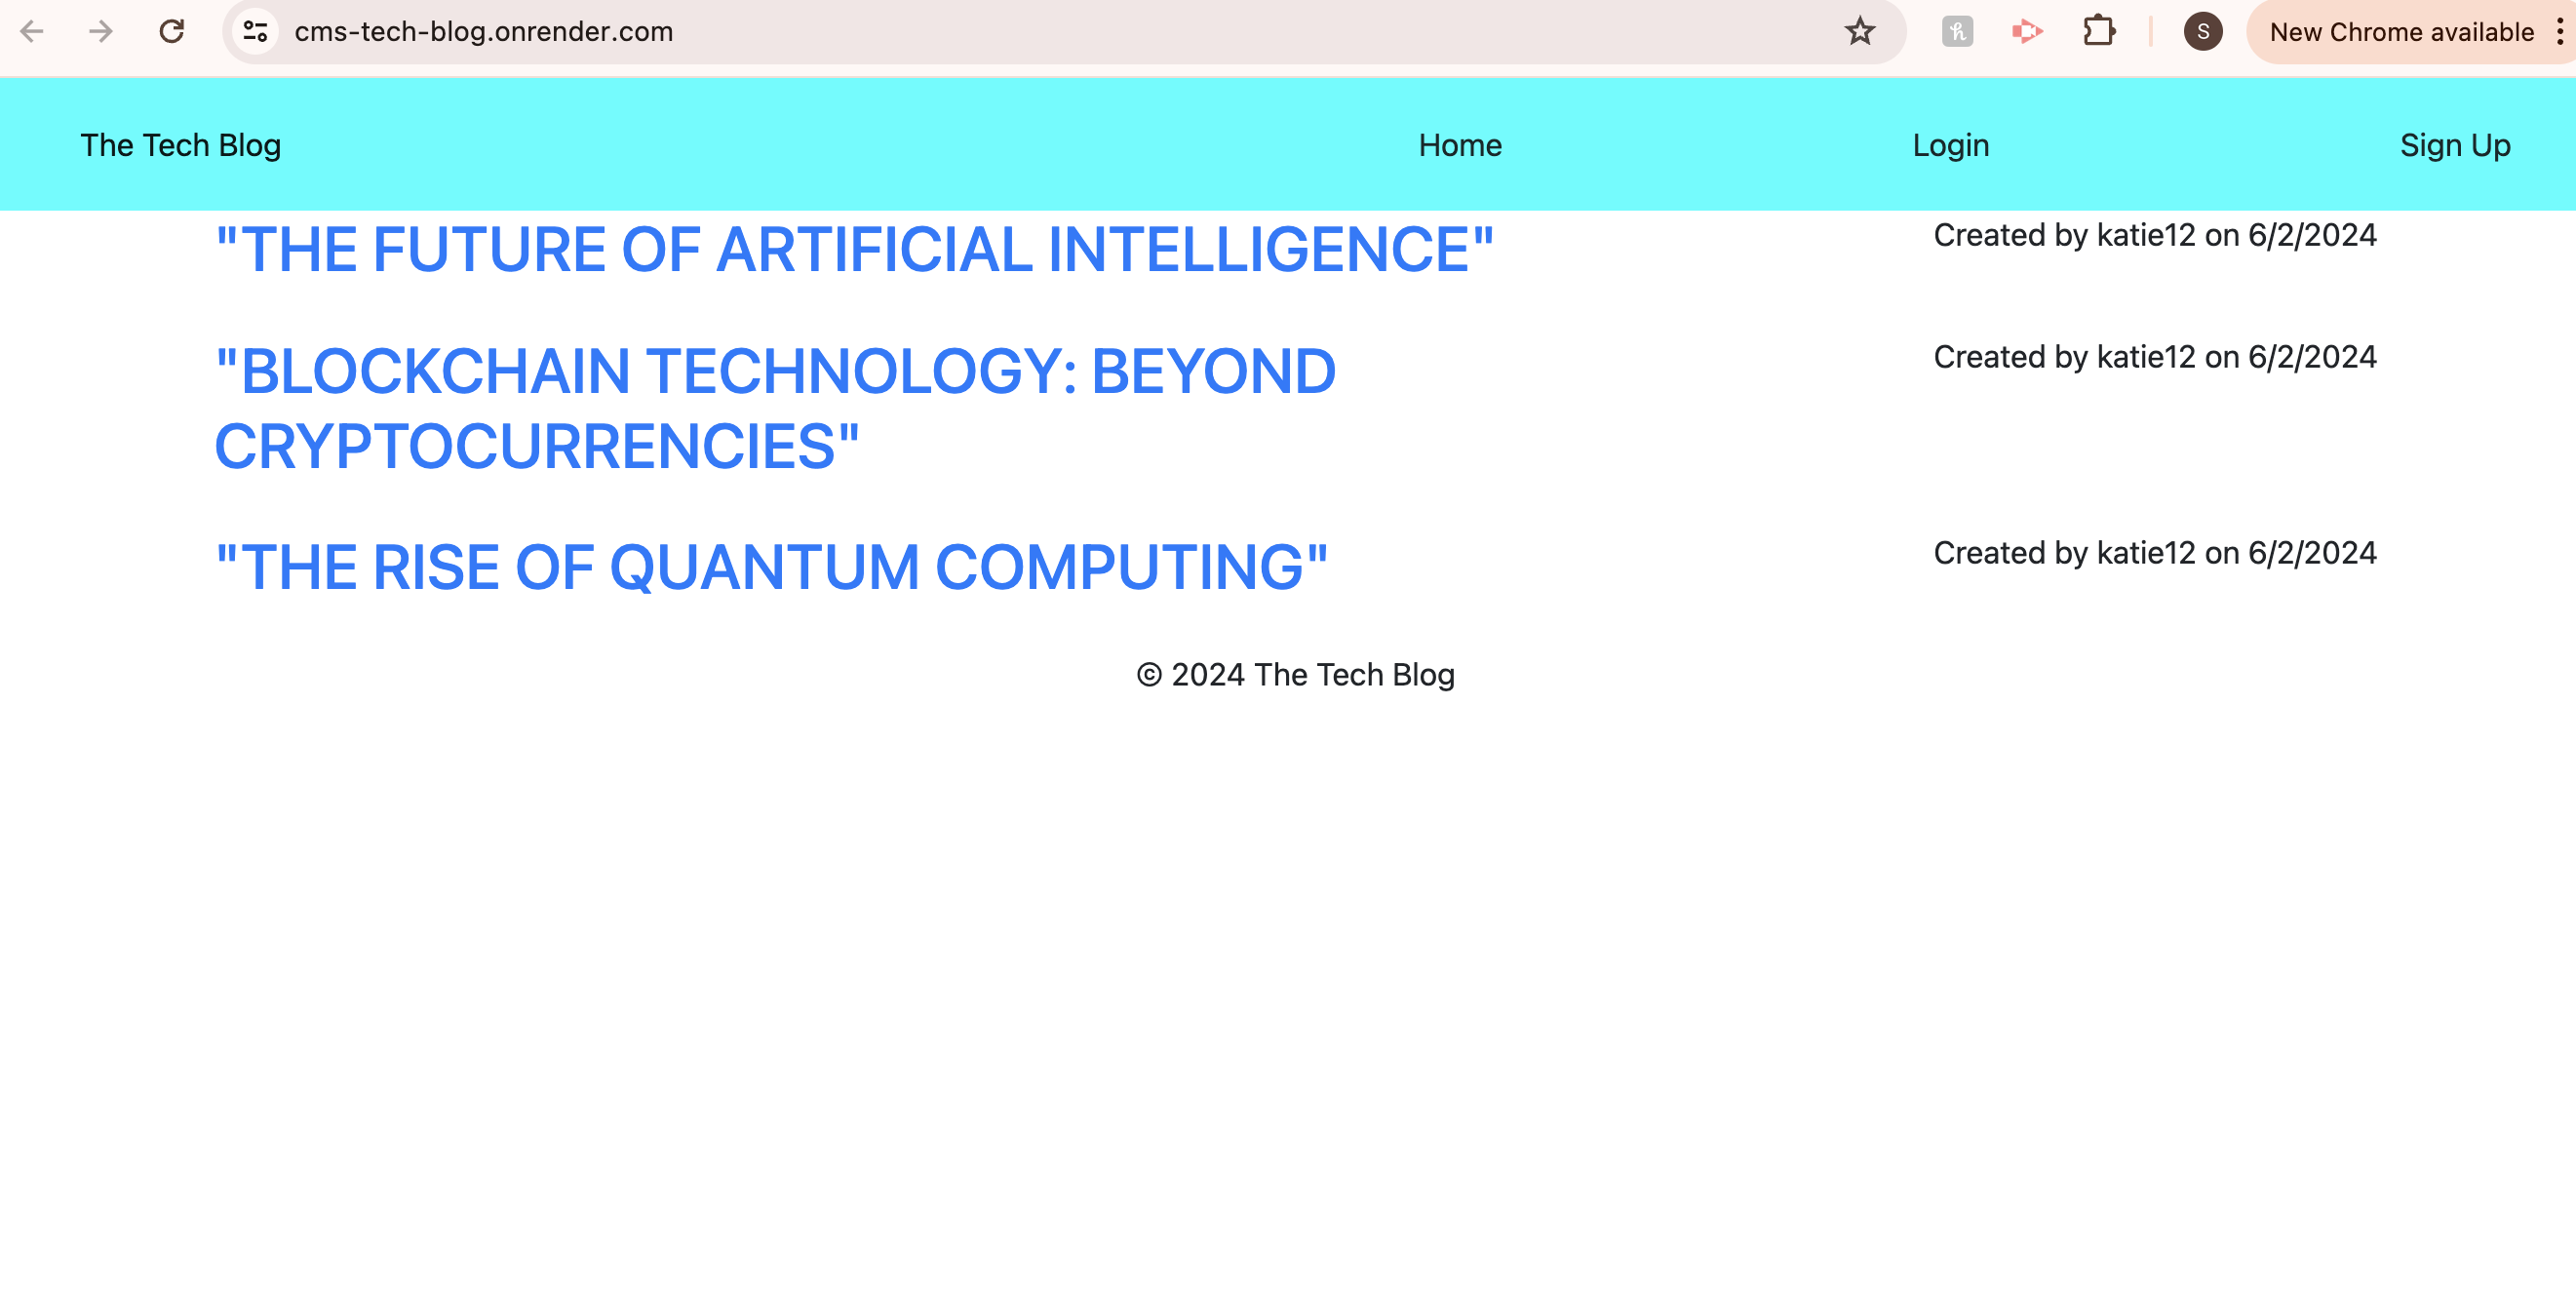 cms-tech-blog.onrender.com
S
New Chrome available
The Tech Blog
Home
Login
Sign Up
"THE FUTURE OF ARTIFICIAL INTELLIGENCE"
Created by katie12 on 6/2/2024
"BLOCKCHAIN TECHNOLOGY: BEYOND
CRYPTOCURRENCIES"
Created by katie12 on 6/2/2024
"THE RISE OF QUANTUM COMPUTING"
Created by katie12 on 6/2/2024
© 2024 The Tech Blog